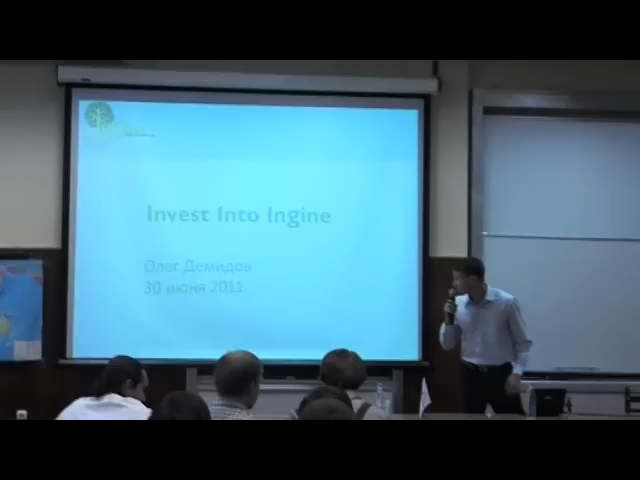 Invest Into Ingine
Олег Демидов
30 июня 2011